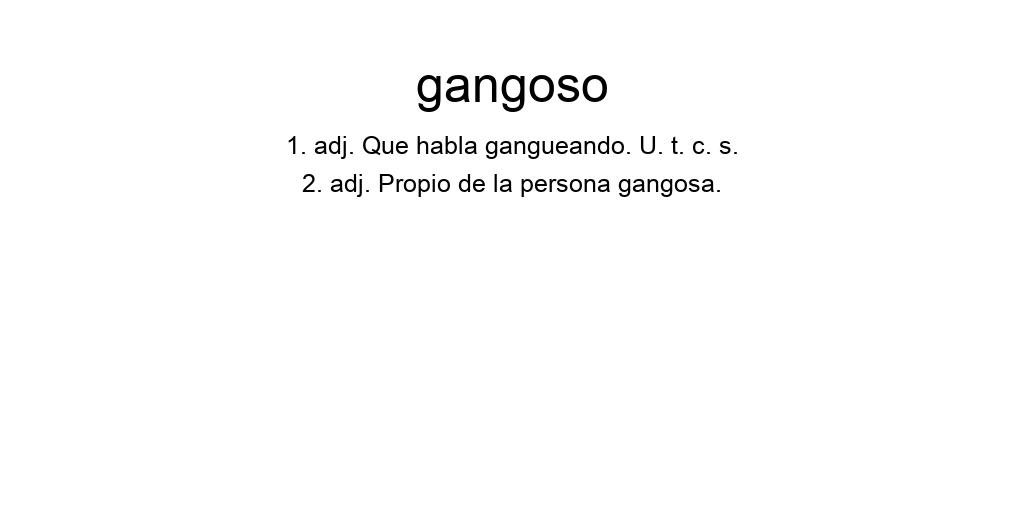 gangoso
1. adj. Que habla gangueando. U. t. c. s.
2. adj. Propio de la persona gangosa.